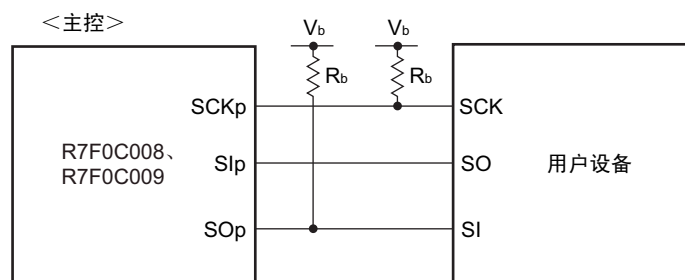 ＜主控＞
Vb
Vb
Rb
Rb
SCKp
SCK
R7F0C008、
R7F0C009
SIp
SO
用户设备
SOp
SI